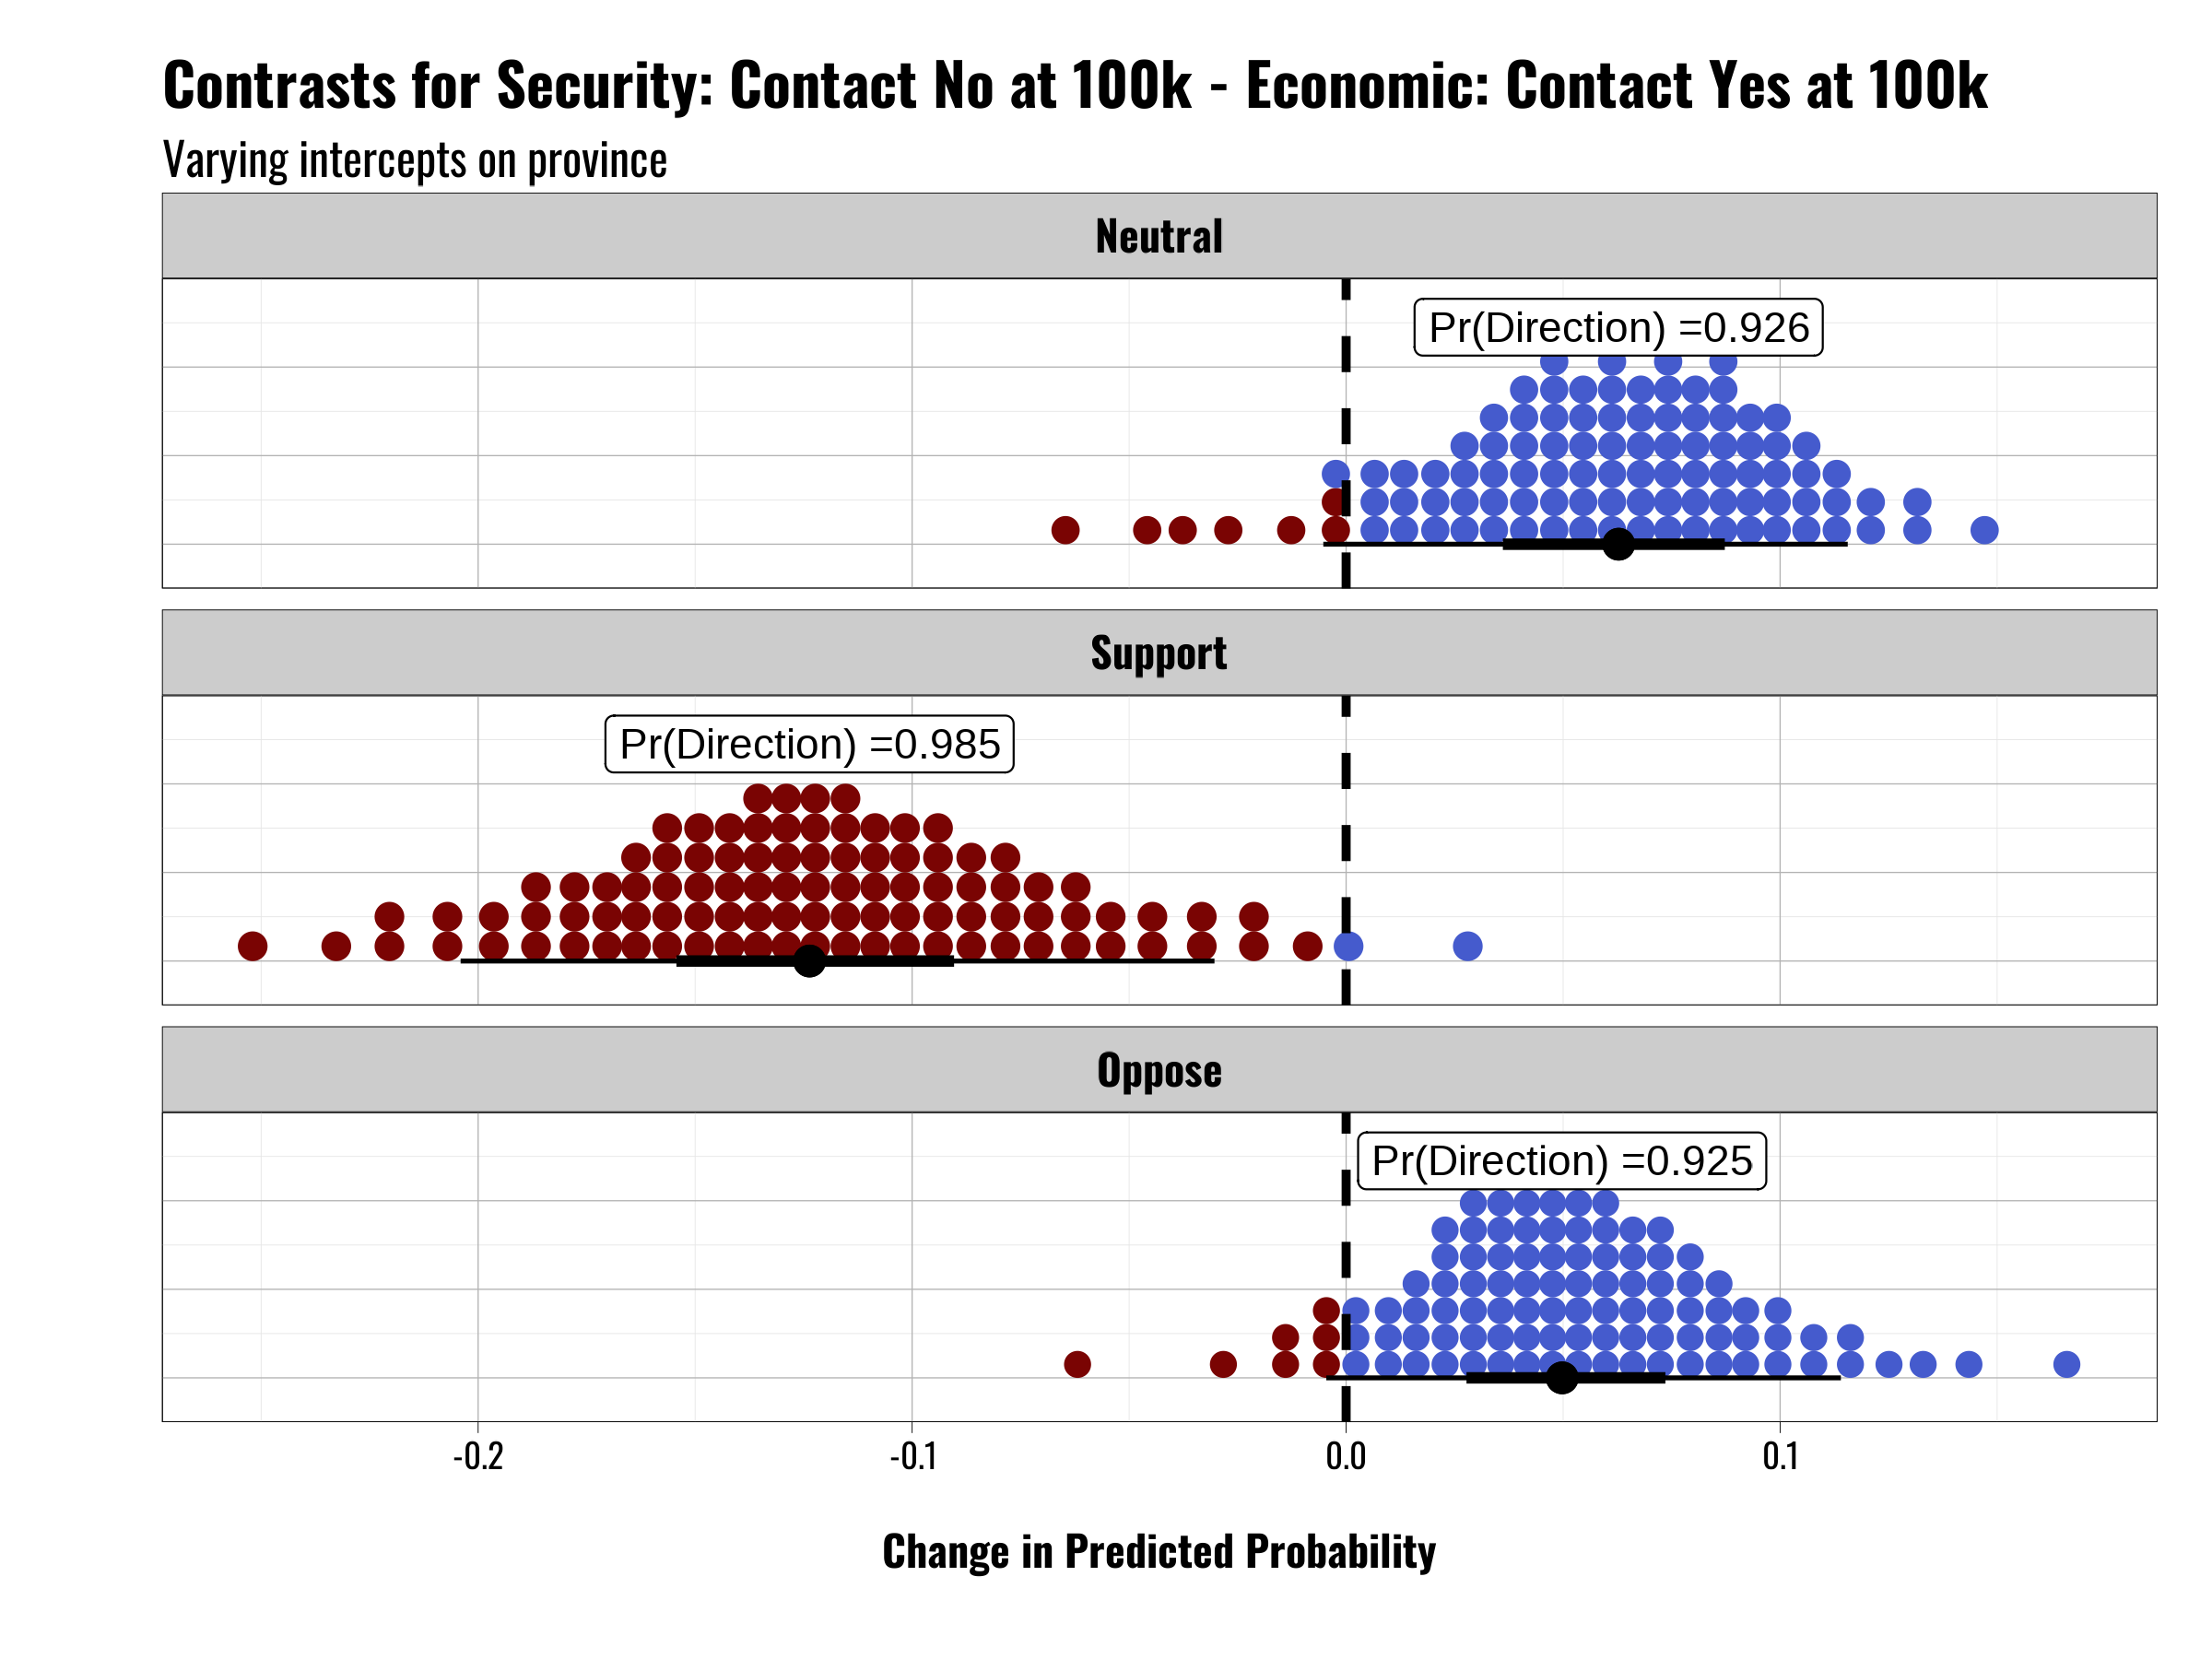 Contrasts for Security: Contact No at 100k - Economic: Contact Yes at 100k
Varying intercepts on province
Neutral
Pr(Direction) =0.926
Support
Pr(Direction) =0.985
Oppose
Pr(Direction) =0.925
-0.2 -0.1 0.0 0.1
Change in Predicted Probability